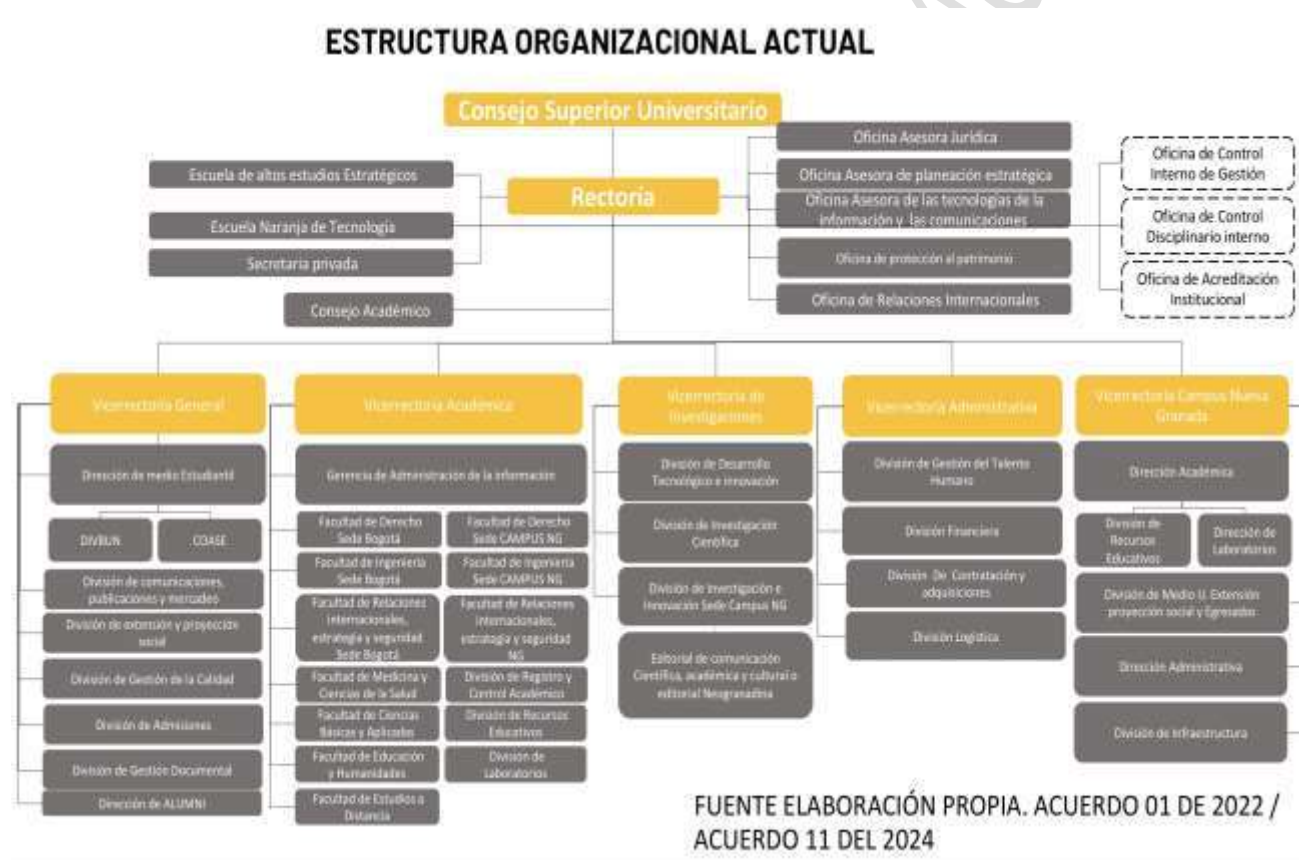 ESTRUCTURA ORGANIZACIONAL ACTUAL
Consejo Superior Universitario
Rectoría
Escuela de altos estudios Estratégicos
Escuela Naranja de Tecnología
Secretaria privada
Consejo Académico
Oficina Asesora Jurídica
Oficina Asesora de planeación estratégica
Oficina Asesora de las tecnologías de la
información y las comunicaciones
Oficina de protección al patrimonio
Oficina de Relaciones Internacionales
Oficina de Control
Interno de Gestión
Oficina de Control
Disciplinario interno
Oficina de Acreditación
Institucional
Vicerrectoría General
Dirección de medio Estudiantil
DIVBUN
COASE
División de comunicaciones,
publicaciones y mercadeo
División de extensión y proyección
social
División de Gestión de la Calidad
División de Admisiones
División de Gestión Documental
Dirección de ALUMNI
Vicerrectoría Académica
Gerencia de Administración de la información
Facultad de Derecho
Sede Bogotá
Facultad de Derecho
Sede CAMPUS NG
Facultad de Ingeniería
Sede Bogotá
Facultad de Ingeniería
Sede CAMPUS NG
Facultad de Relaciones
internacionales,
estrategia y seguridad
Sede Bogotá
Facultad de Relaciones
internacionales,
estrategia y seguridad
NG
Facultad de Medicina y
Ciencias de la Salud
División de Registro y
Control Académico
Facultad de Ciencias
Básicas y Aplicadas
División de Recursos
Educativos
Facultad de Educación
y Humanidades
División de
Laboratorios
Facultad de Estudios a
Distancia
Vicerrectoría de
Investigaciones
División de Desarrollo
Tecnológico e innovación
División de Investigación
Científica
División de Investigación e
Innovación Sede Campus NG
Editorial de comunicación
Científica, académica y cultural o
editorial Neogranadina
Vicerrectoría Administrativa
División de Gestión del Talento
Humano
División Financiera
División De Contratación y
adquisiciones
División Logística
Vicerrectoría Campus Nueva
Granada
Dirección Académica
División de
Recursos
Educativos
Dirección de
Laboratorios
División de Medio U. Extensión
proyección social y Egresados
Dirección Administrativa
División de Infraestructura
FUENTE ELABORACIÓN PROPIA. ACUERDO 01 DE 2022 /
ACUERDO 11 DEL 2024